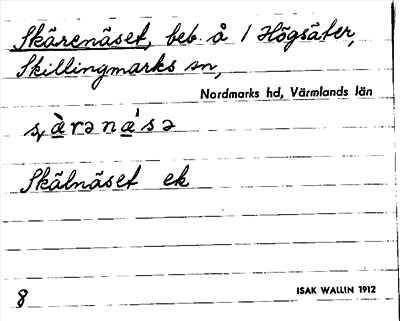 Skärenäset, beb. å 1 Högsäter,
Skillingmarks sn,
Nordmarks hd, Värmlands län
Skälnäset ek
8
ISAK WALLIN 1912